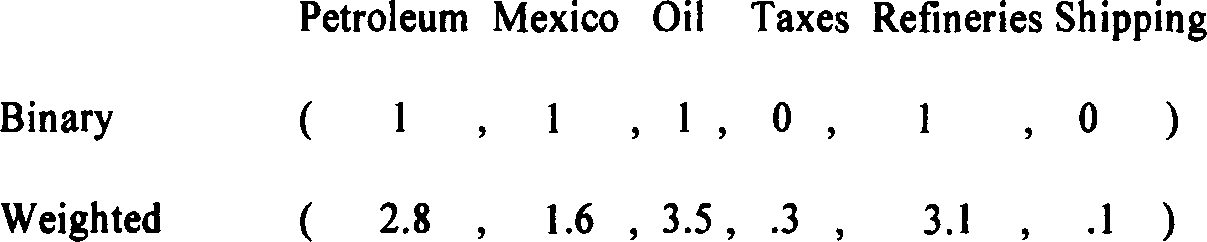 Petroleum Mexico Oil Taxes Refineries Shipping
Binary ( 1 , 1 , 1 , 0 , 1 , 0 )
Weighted ( 2.8 , 1.6 , 3.5 , .3 , 3.1 , .1 )